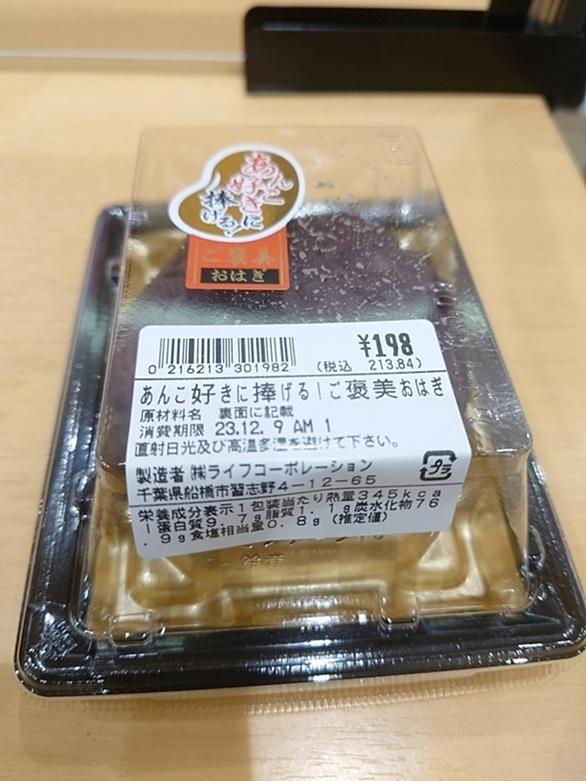 あんこ
好きに
捧げる!
ご褒美
おはぎ
¥198
0 216213 301982
(税込 213.84)
あんこ好きに捧げる!ご褒美おはぎ
原材料名 裏面に記載
消費期限 23.12. 9 AM 1
直射日光及び高温多湿を避けて下さい。
製造者 ㈱ライフコーポレーション
千葉県船橋市習志野4-12-65
プラ
栄養成分表示1包装当たり熱量345kca
l蛋白質9.7g脂質1.1g炭水化物76
.9g食塩相当量0.8g(推定値)